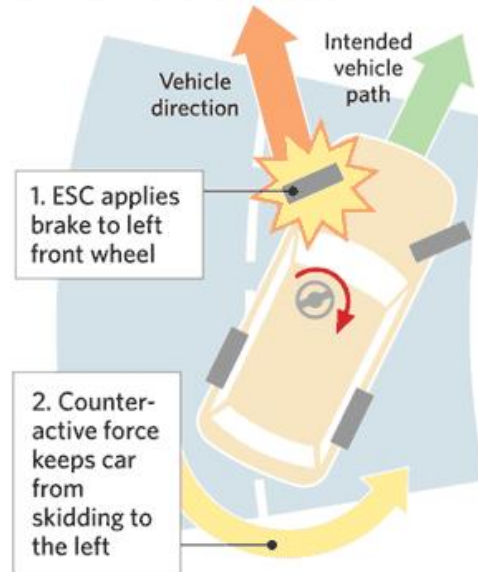 Vehicle
direction
Intended
vehicle
path
1. ESC applies
brake to left
front wheel
2. Counter-
active force
keeps car
from
skidding to
the left